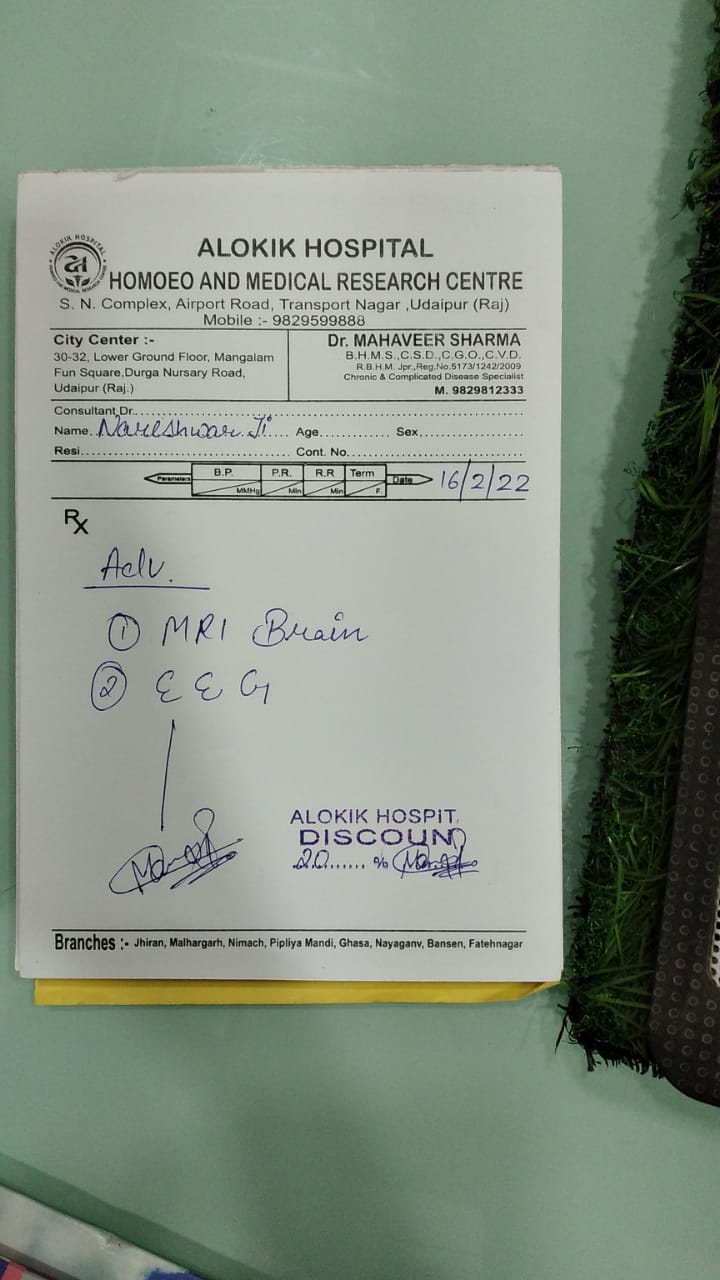 ALOKIK HOSPITAL
HOMOEO AND MEDICAL RESEARCH CENTRE
S. N. Complex, Airport Road, Transport Nagar ,Udaipur (Raj)
Mobile :- 9829599888
City Center :-
30-32, Lower Ground Floor, Mangalam
Fun Square,Durga Nursary Road,
Udaipur (Raj.)
Dr. MAHAVEER SHARMA
B.H.M.S.,C.S.D.,C.G.O.,C.V.D.
R.B.H.M. Jpr.,Reg.No.5173/1242/2009
Chronic & Complicated Disease Specialist
M. 9829812333
Consultant Dr.
Name. Nareshwar Ji Age. Sex.
Resi. Cont. No.
Parameters B.P. P.R. R.R Term Date 16/2/22
MMHg Min Min F.
Rx
Adv.
① MRI Brain
② EEG
ALOKIK HOSPIT
DISCOUN
20 %
Branches :- Jhiran, Malhargarh, Nimach, Pipliya Mandi, Ghasa, Nayaganv, Bansen, Fatehnagar